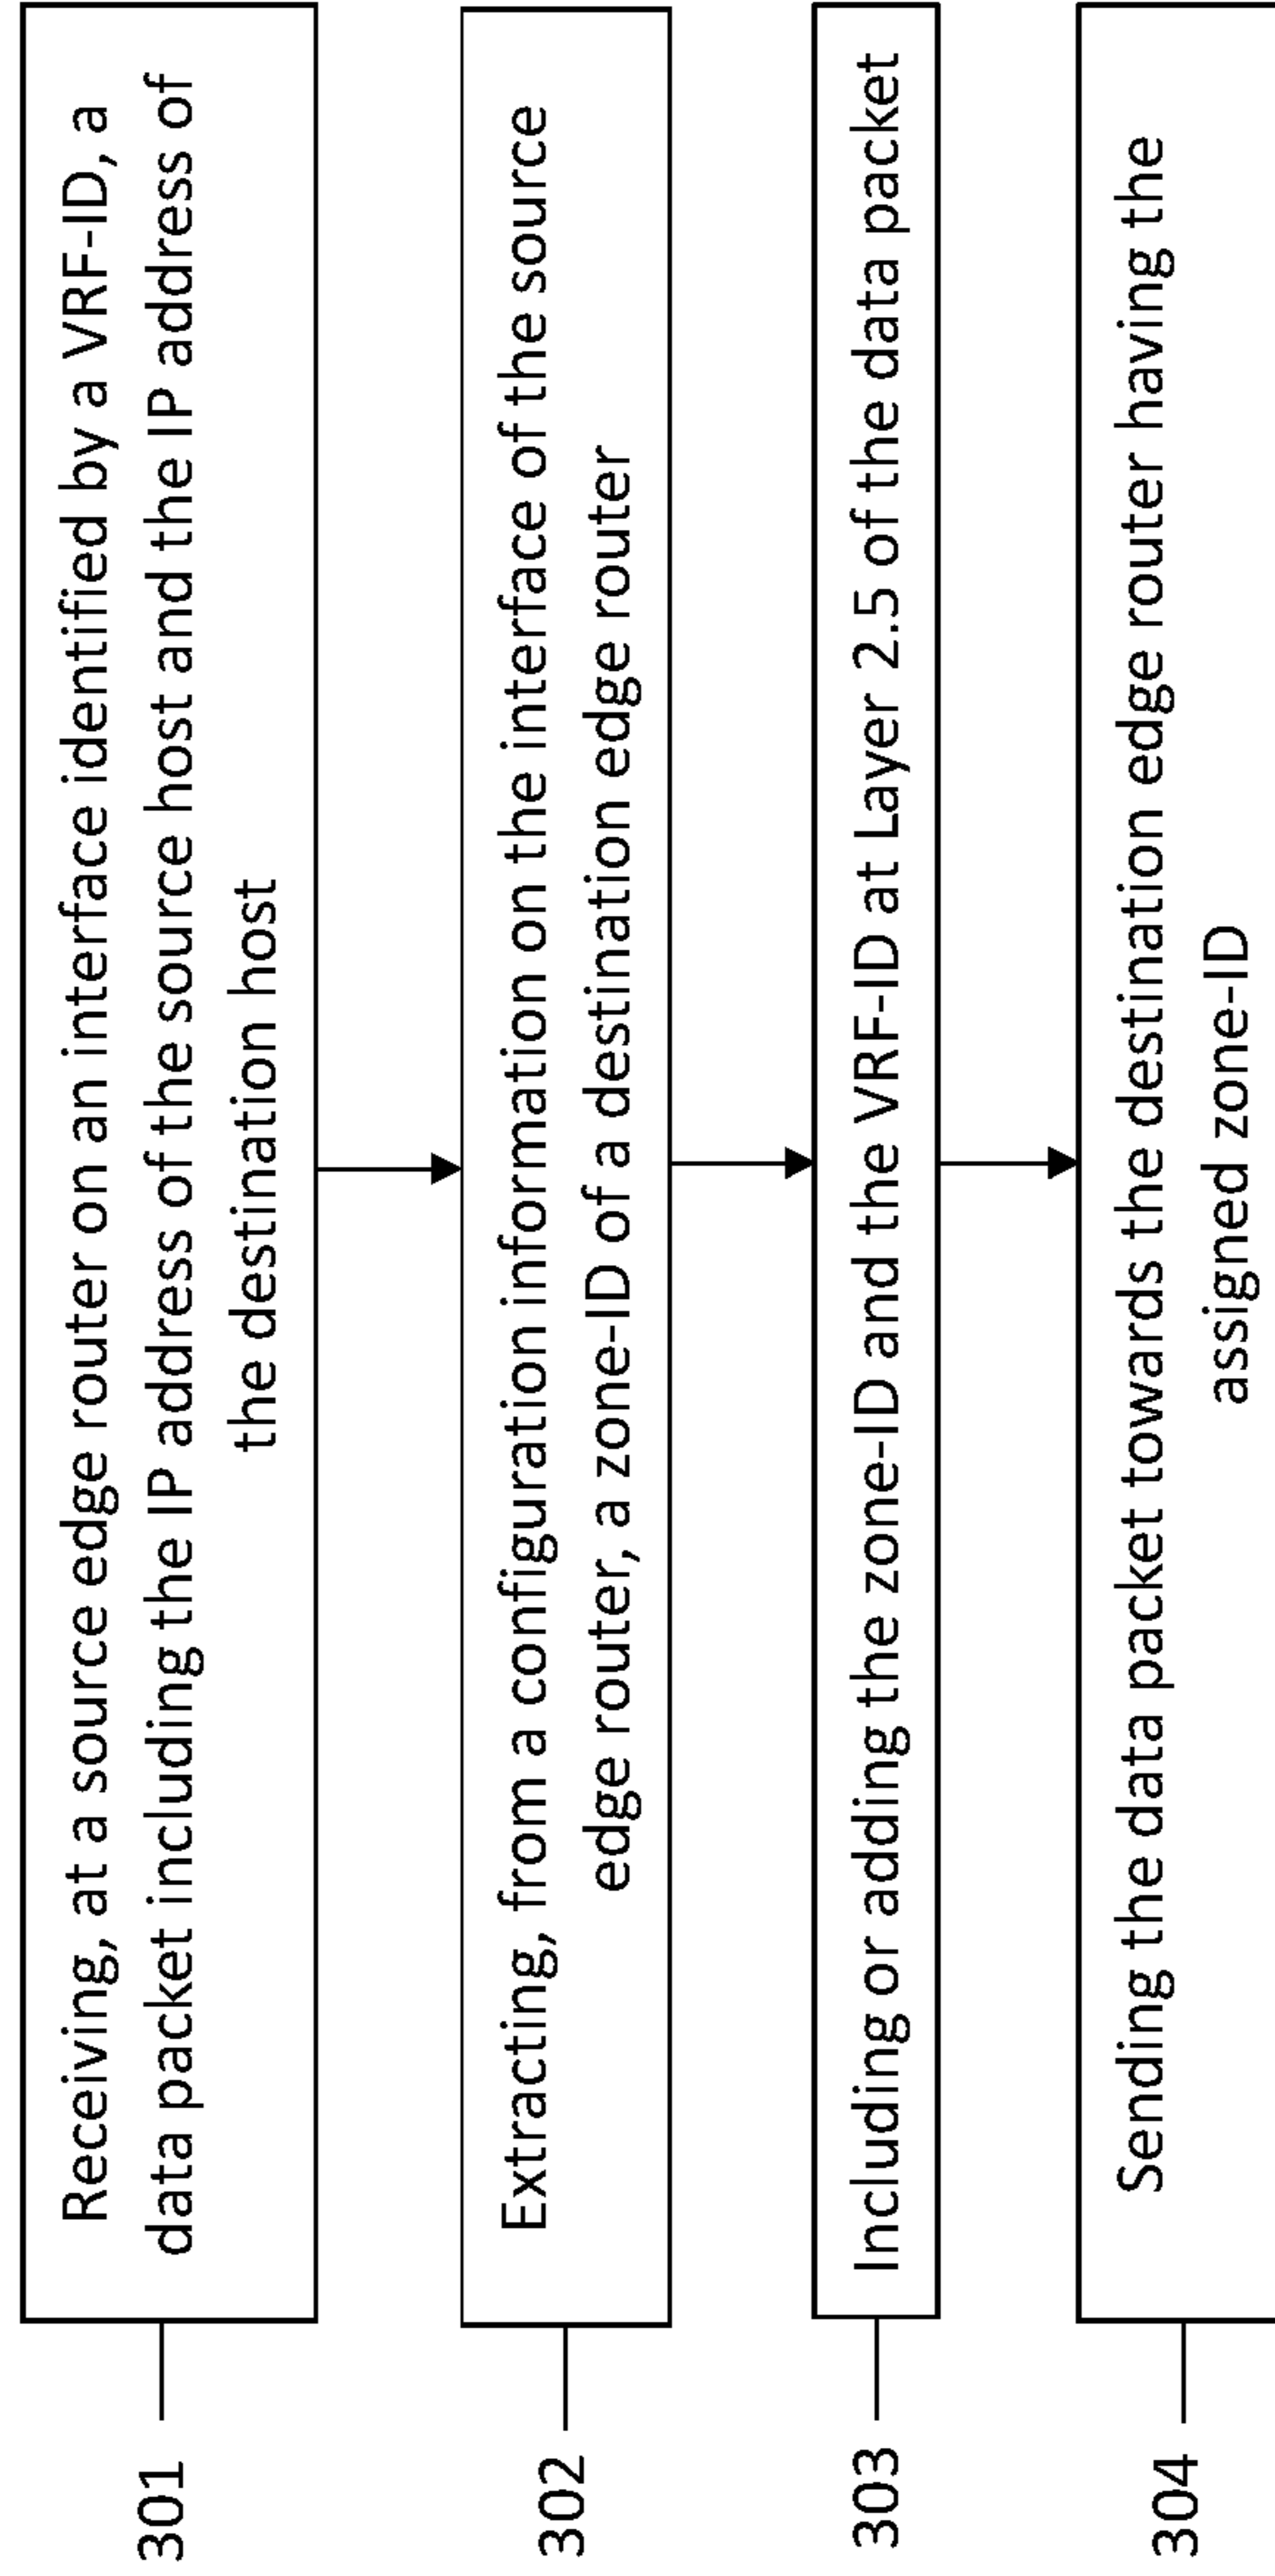 301
Receiving, at a source edge router on an interface identified by a VRF-ID, a
data packet including the IP address of the source host and the IP address of
the destination host
302
Extracting, from a configuration information on the interface of the source
edge router, a zone-ID of a destination edge router
303
Including or adding the zone-ID and the VRF-ID at Layer 2.5 of the data packet
304
Sending the data packet towards the destination edge router having the
assigned zone-ID